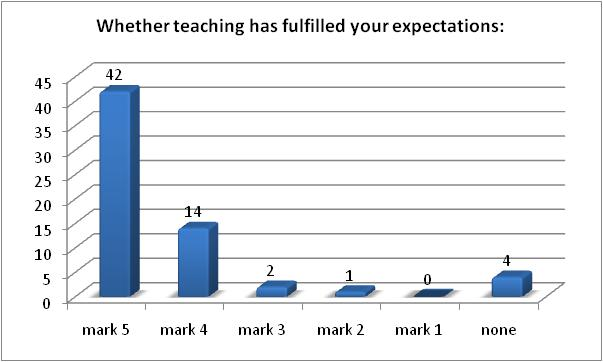 Whether teaching has fulfilled your expectations:
45
40
35
30
25
20
15
10
5
0
42
14
2
1
0
4
mark 5
mark 4
mark 3
mark 2
mark 1
none